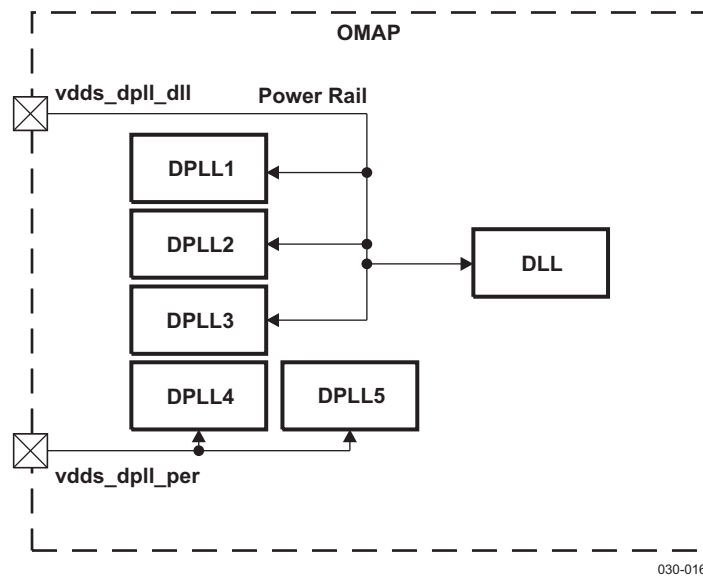 OMAP
vdds_dpll_dll
Power Rail
DPLL1
DPLL2
DLL
DPLL3
DPLL4
DPLL5
vdds_dpll_per
030-016